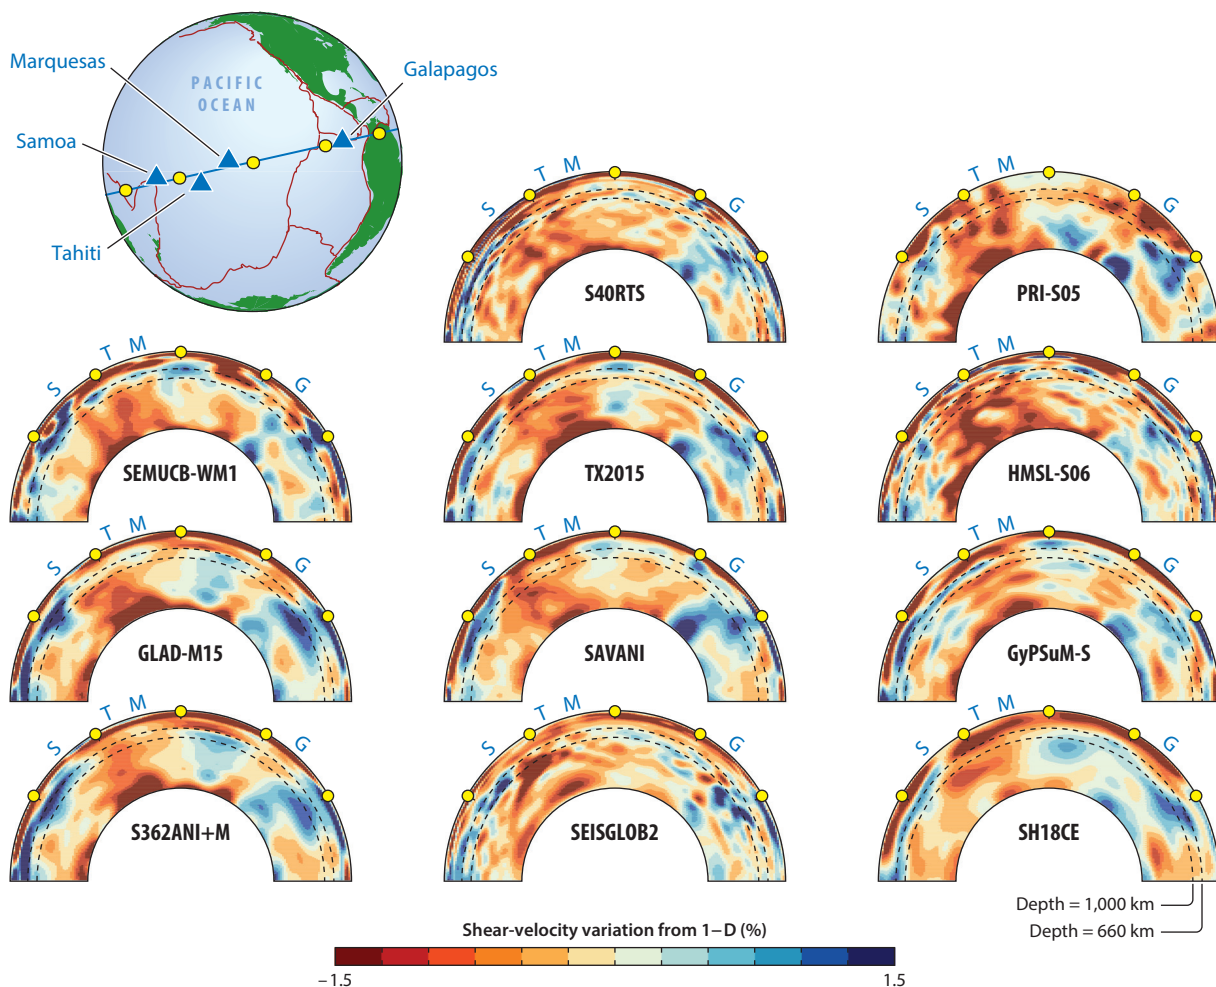 Marquesas
PACIFIC
OCEAN
Galapagos
Samoa
Tahiti
S T M G
S40RTS
S T M G
PRI-S05
S T M G
SEMUCB-WM1
S T M G
TX2015
S T M G
HMSL-S06
S T M G
GLAD-M15
S T M G
SAVANI
S T M G
GyPSuM-S
S T M G
S362ANI+M
S T M G
SEISGLOB2
S T M G
SH18CE
Depth = 1,000 km
Depth = 660 km
Shear-velocity variation from 1–D (%)
–1.5 1.5